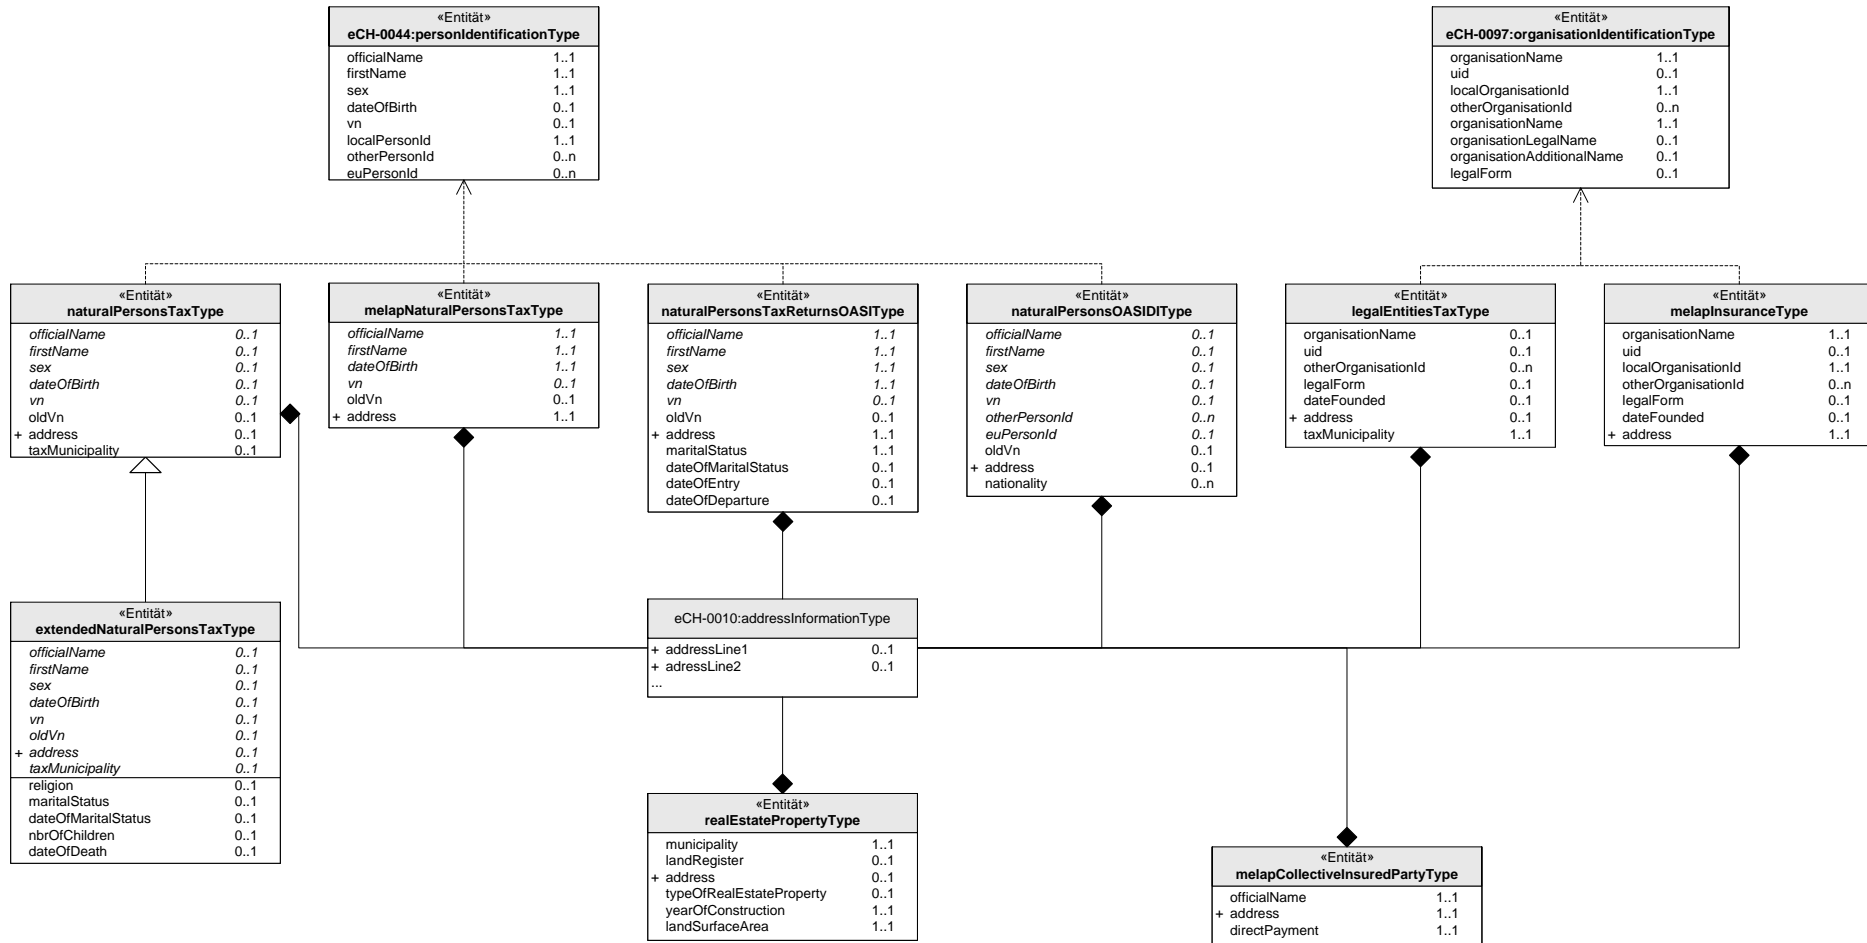 «Entität»
eCH-0044:personIdentificationType
officialName 1..1
firstName 1..1
sex 1..1
dateOfBirth 0..1
vn 0..1
localPersonId 1..1
otherPersonId 0..n
euPersonId 0..n
«Entität»
eCH-0097:organisationIdentificationType
organisationName 1..1
uid 0..1
localOrganisationId 1..1
otherOrganisationId 0..n
organisationName 1..1
organisationLegalName 0..1
organisationAdditionalName 0..1
legalForm 0..1
«Entität»
naturalPersonsTaxType
officialName 0..1
firstName 0..1
sex 0..1
dateOfBirth 0..1
vn 0..1
oldVn 0..1
+ address 0..1
taxMunicipality 0..1
«Entität»
melapNaturalPersonsTaxType
officialName 1..1
firstName 1..1
dateOfBirth 1..1
vn 0..1
oldVn 0..1
+ address 1..1
«Entität»
naturalPersonsTaxReturnsOASIType
officialName 1..1
firstName 1..1
sex 1..1
dateOfBirth 1..1
vn 0..1
oldVn 0..1
+ address 1..1
maritalStatus 1..1
dateOfMaritalStatus 0..1
dateOfEntry 0..1
dateOfDeparture 0..1
«Entität»
naturalPersonsOASIDIType
officialName 0..1
firstName 0..1
sex 0..1
dateOfBirth 0..1
vn 0..1
otherPersonId 0..n
euPersonId 0..1
oldVn 0..1
+ address 0..1
nationality 0..n
«Entität»
legalEntitiesTaxType
organisationName 0..1
uid 0..1
otherOrganisationId 0..n
legalForm 0..1
dateFounded 0..1
+ address 0..1
taxMunicipality 1..1
«Entität»
melapInsuranceType
organisationName 1..1
uid 0..1
localOrganisationId 1..1
otherOrganisationId 0..n
legalForm 0..1
dateFounded 0..1
+ address 1..1
«Entität»
extendedNaturalPersonsTaxType
officialName 0..1
firstName 0..1
sex 0..1
dateOfBirth 0..1
vn 0..1
oldVn 0..1
+ address 0..1
taxMunicipality 0..1
religion 0..1
maritalStatus 0..1
dateOfMaritalStatus 0..1
nbrOfChildren 0..1
dateOfDeath 0..1
eCH-0010:addressInformationType
+ addressLine1 0..1
+ adressLine2 0..1
...
«Entität»
realEstatePropertyType
municipality 1..1
landRegister 0..1
+ address 0..1
typeOfRealEstateProperty 0..1
yearOfConstruction 1..1
landSurfaceArea 1..1
«Entität»
melapCollectiveInsuredPartyType
officialName 1..1
+ address 1..1
directPayment 1..1